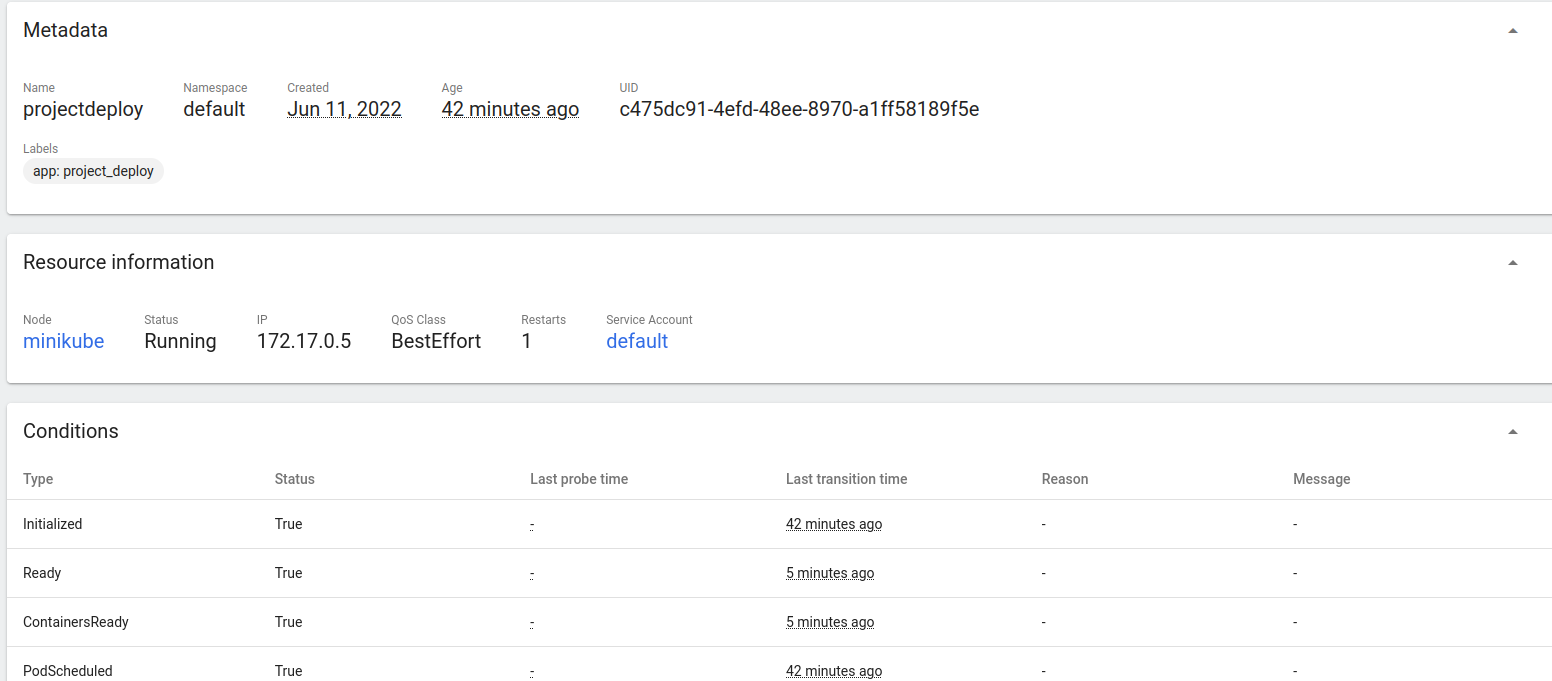 Metadata
Name Namespace Created Age UID
projectdeploy default Jun 11, 2022 42 minutes ago c475dc91-4efd-48ee-8970-a1ff58189f5e
Labels
app: project_deploy
Resource information
Node Status IP QoS Class Restarts Service Account
minikube Running 172.17.0.5 BestEffort 1 default
Conditions
Type Status Last probe time Last transition time Reason Message
Initialized True - 42 minutes ago - -
Ready True - 5 minutes ago - -
ContainersReady True - 5 minutes ago - -
PodScheduled True - 42 minutes ago - -